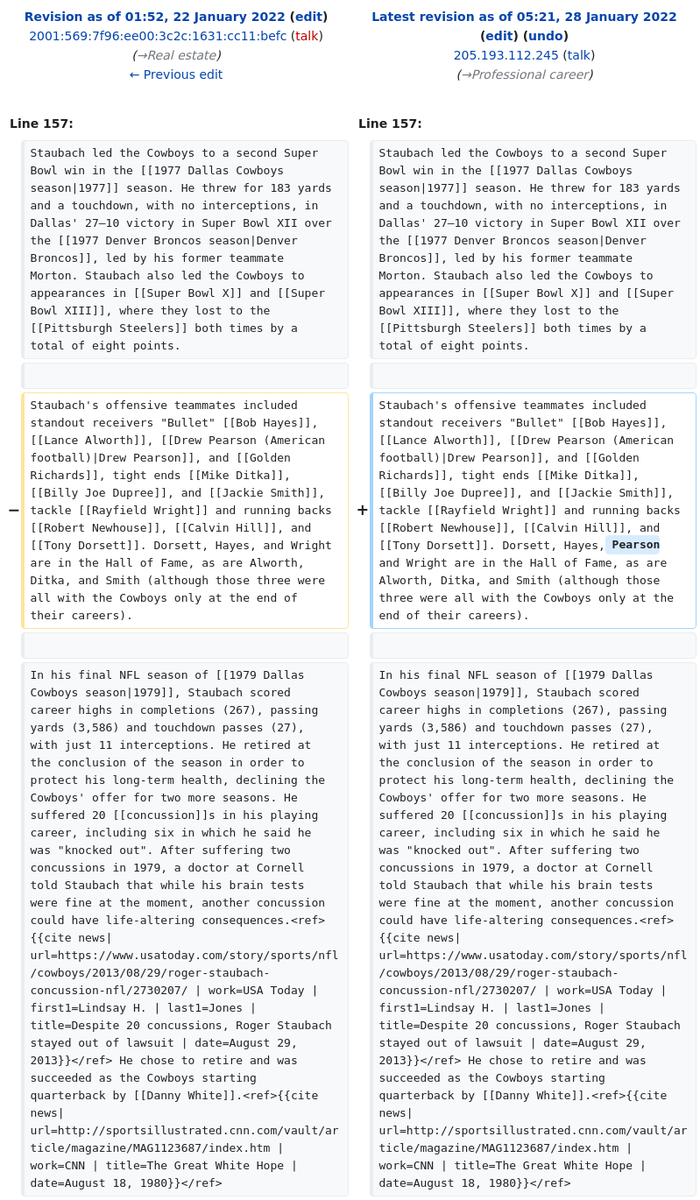 Revision as of 01:52, 22 January 2022 (edit)
2001:569:7f96:ee00:3c2c:1631:cc11:befc (talk)
(→Real estate)
← Previous edit
Latest revision as of 05:21, 28 January 2022
(edit) (undo)
205.193.112.245 (talk)
(→Professional career)
Line 157:
Line 157:
Staubach led the Cowboys to a second Super
Bowl win in the [[1977 Dallas Cowboys
season|1977]] season. He threw for 183 yards
and a touchdown, with no interceptions, in
Dallas' 27–10 victory in Super Bowl XII over
the [[1977 Denver Broncos season|Denver
Broncos]], led by his former teammate
Morton. Staubach also led the Cowboys to
appearances in [[Super Bowl X]] and [[Super
Bowl XIII]], where they lost to the
[[Pittsburgh Steelers]] both times by a
total of eight points.
Staubach led the Cowboys to a second Super
Bowl win in the [[1977 Dallas Cowboys
season|1977]] season. He threw for 183 yards
and a touchdown, with no interceptions, in
Dallas' 27–10 victory in Super Bowl XII over
the [[1977 Denver Broncos season|Denver
Broncos]], led by his former teammate
Morton. Staubach also led the Cowboys to
appearances in [[Super Bowl X]] and [[Super
Bowl XIII]], where they lost to the
[[Pittsburgh Steelers]] both times by a
total of eight points.
−
Staubach's offensive teammates included
standout receivers "Bullet" [[Bob Hayes]],
[[Lance Alworth]], [[Drew Pearson (American
football)|Drew Pearson]], and [[Golden
Richards]], tight ends [[Mike Ditka]],
[[Billy Joe Dupree]], and [[Jackie Smith]],
tackle [[Rayfield Wright]] and running backs
[[Robert Newhouse]], [[Calvin Hill]], and
[[Tony Dorsett]]. Dorsett, Hayes, and Wright
are in the Hall of Fame, as are Alworth,
Ditka, and Smith (although those three were
all with the Cowboys only at the end of
their careers).
+
Staubach's offensive teammates included
standout receivers "Bullet" [[Bob Hayes]],
[[Lance Alworth]], [[Drew Pearson (American
football)|Drew Pearson]], and [[Golden
Richards]], tight ends [[Mike Ditka]],
[[Billy Joe Dupree]], and [[Jackie Smith]],
tackle [[Rayfield Wright]] and running backs
[[Robert Newhouse]], [[Calvin Hill]], and
[[Tony Dorsett]]. Dorsett, Hayes, Pearson
and Wright are in the Hall of Fame, as are
Alworth, Ditka, and Smith (although those
three were all with the Cowboys only at the
end of their careers).
In his final NFL season of [[1979 Dallas
Cowboys season|1979]], Staubach scored
career highs in completions (267), passing
yards (3,586) and touchdown passes (27),
with just 11 interceptions. He retired at
the conclusion of the season in order to
protect his long-term health, declining the
Cowboys' offer for two more seasons. He
suffered 20 [[concussion]]s in his playing
career, including six in which he said he
was "knocked out". After suffering two
concussions in 1979, a doctor at Cornell
told Staubach that while his brain tests
were fine at the moment, another concussion
could have life-altering consequences.<ref>
{{cite news|
url=https://www.usatoday.com/story/sports/nfl
/cowboys/2013/08/29/roger-staubach-
concussion-nfl/2730207/ | work=USA Today |
first1=Lindsay H. | last1=Jones |
title=Despite 20 concussions, Roger Staubach
stayed out of lawsuit | date=August 29,
2013}}</ref> He chose to retire and was
succeeded as the Cowboys starting
quarterback by [[Danny White]].<ref>{{cite
news|
url=http://sportsillustrated.cnn.com/vault/ar
ticle/magazine/MAG1123687/index.htm |
work=CNN | title=The Great White Hope |
date=August 18, 1980}}</ref>
In his final NFL season of [[1979 Dallas
Cowboys season|1979]], Staubach scored
career highs in completions (267), passing
yards (3,586) and touchdown passes (27),
with just 11 interceptions. He retired at
the conclusion of the season in order to
protect his long-term health, declining the
Cowboys' offer for two more seasons. He
suffered 20 [[concussion]]s in his playing
career, including six in which he said he
was "knocked out". After suffering two
concussions in 1979, a doctor at Cornell
told Staubach that while his brain tests
were fine at the moment, another concussion
could have life-altering consequences.<ref>
{{cite news|
url=https://www.usatoday.com/story/sports/nfl
/cowboys/2013/08/29/roger-staubach-
concussion-nfl/2730207/ | work=USA Today |
first1=Lindsay H. | last1=Jones |
title=Despite 20 concussions, Roger Staubach
stayed out of lawsuit | date=August 29,
2013}}</ref> He chose to retire and was
succeeded as the Cowboys starting
quarterback by [[Danny White]].<ref>{{cite
news|
url=http://sportsillustrated.cnn.com/vault/ar
ticle/magazine/MAG1123687/index.htm |
work=CNN | title=The Great White Hope |
date=August 18, 1980}}</ref>